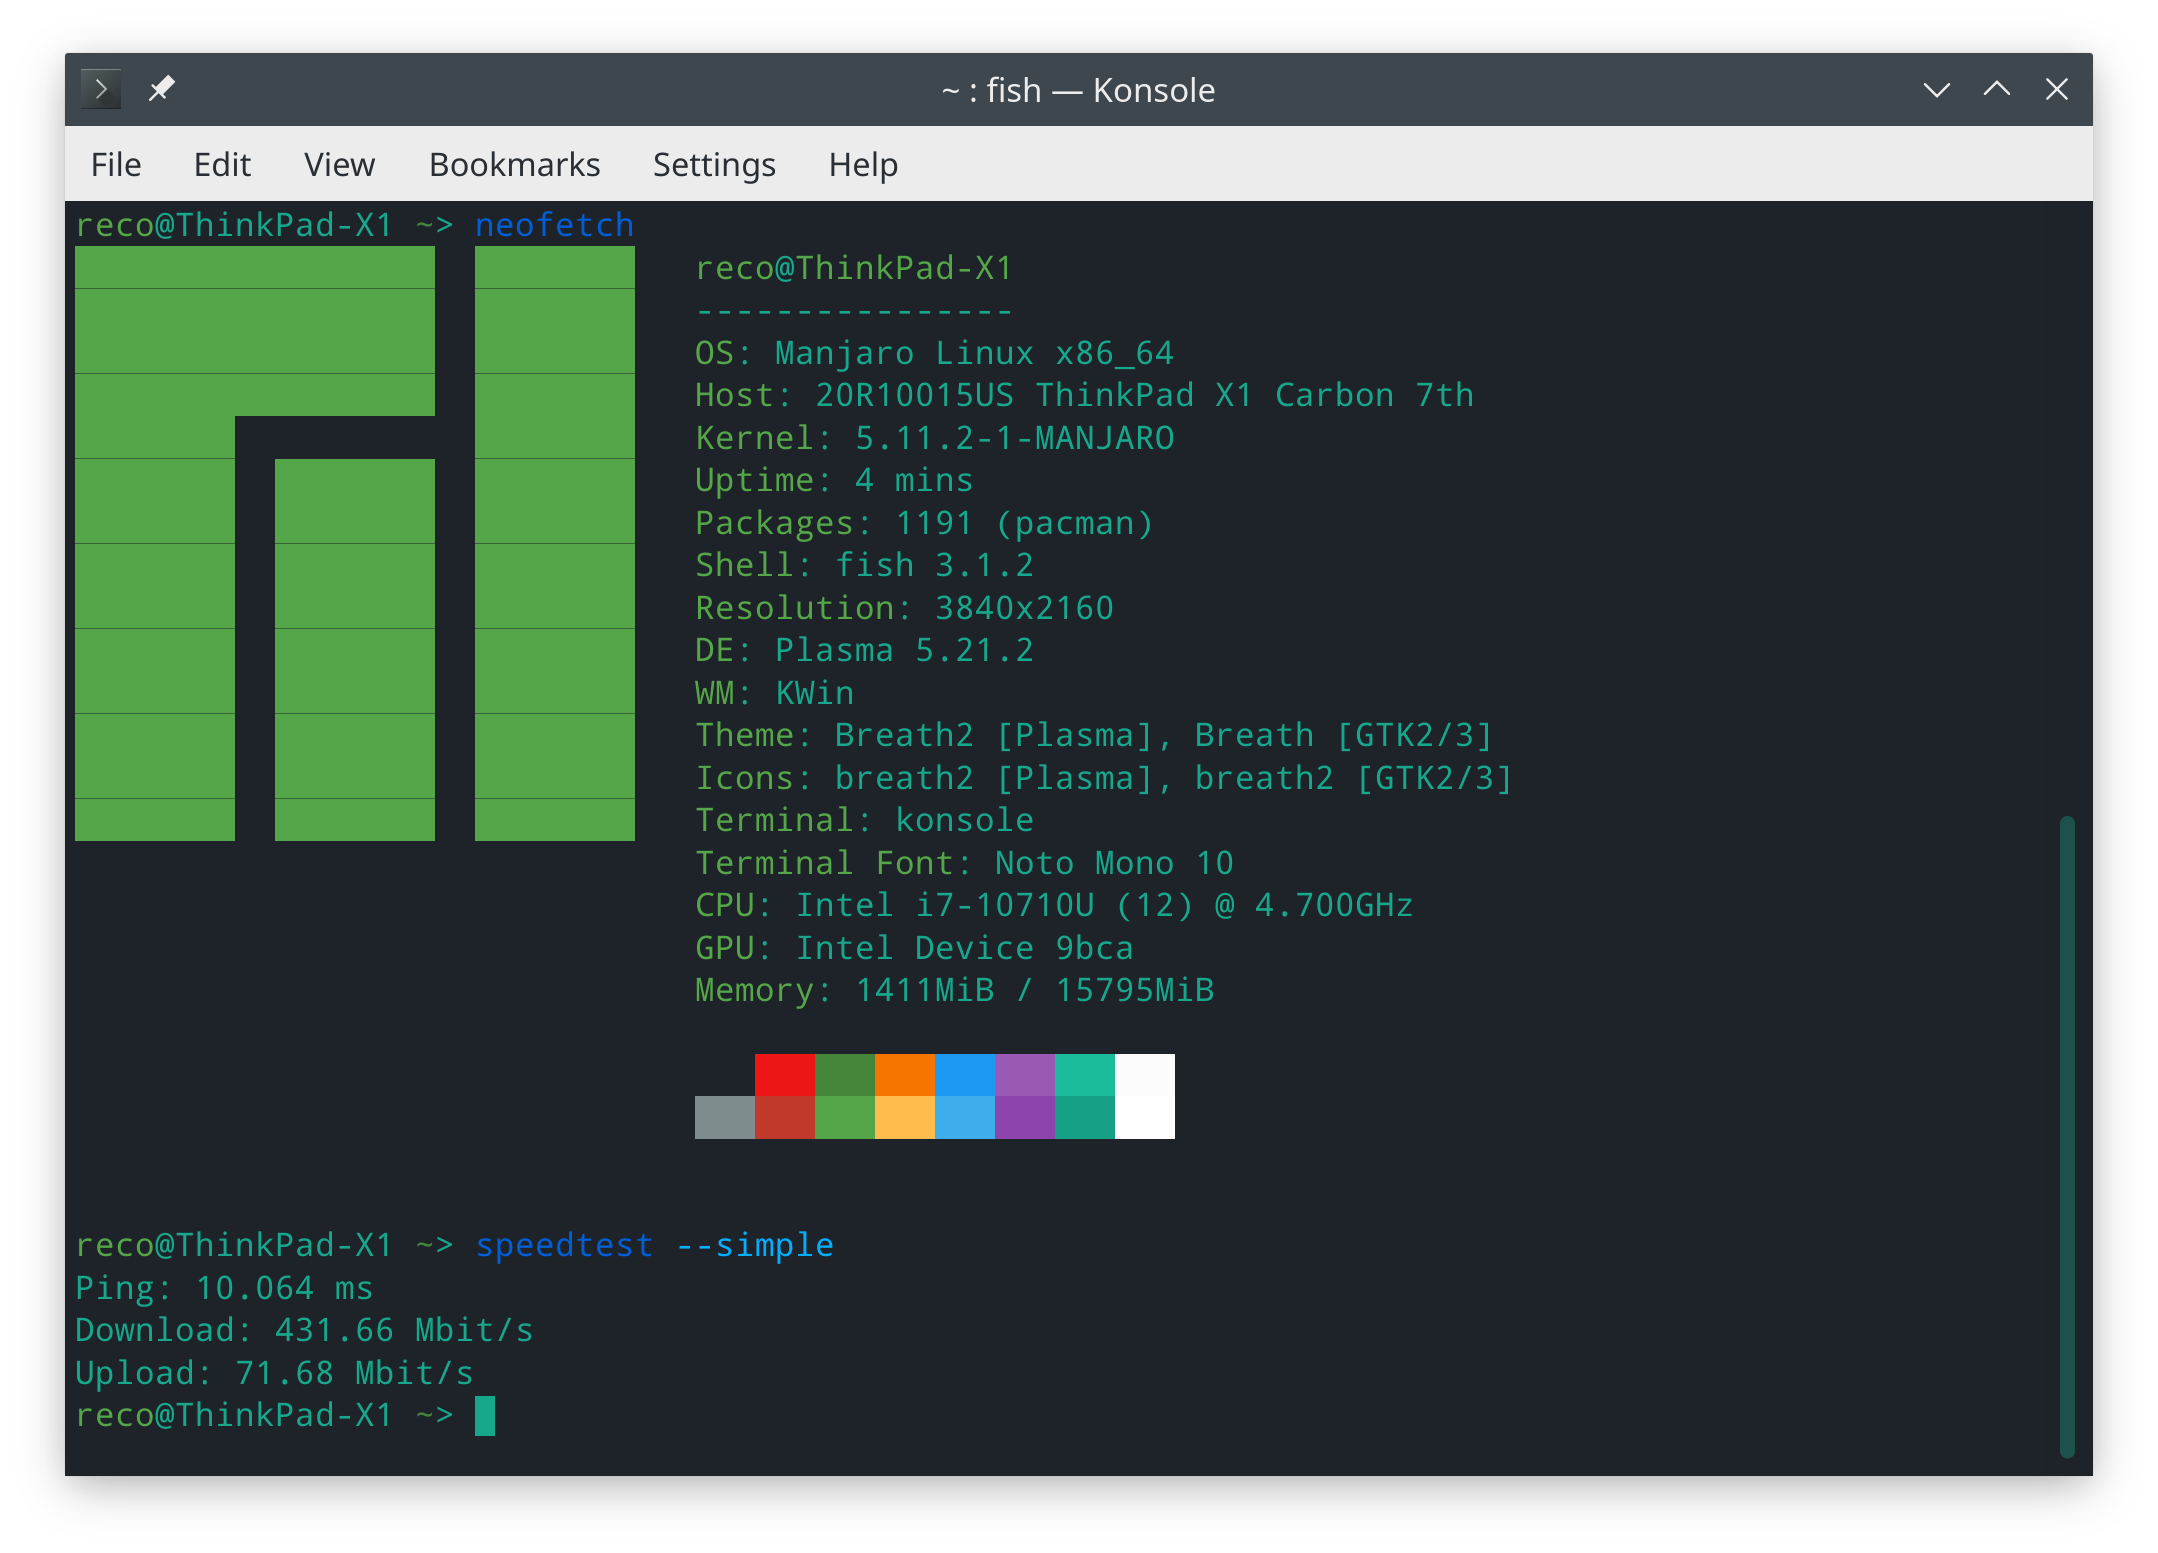 ~ : fish — Konsole
File Edit View Bookmarks Settings Help
reco@ThinkPad-X1 ~> neofetch
reco@ThinkPad-X1
----------------
OS: Manjaro Linux x86_64
Host: 20R10015US ThinkPad X1 Carbon 7th
Kernel: 5.11.2-1-MANJARO
Uptime: 4 mins
Packages: 1191 (pacman)
Shell: fish 3.1.2
Resolution: 3840x2160
DE: Plasma 5.21.2
WM: KWin
Theme: Breath2 [Plasma], Breath [GTK2/3]
Icons: breath2 [Plasma], breath2 [GTK2/3]
Terminal: konsole
Terminal Font: Noto Mono 10
CPU: Intel i7-10710U (12) @ 4.700GHz
GPU: Intel Device 9bca
Memory: 1411MiB / 15795MiB
reco@ThinkPad-X1 ~> speedtest --simple
Ping: 10.064 ms
Download: 431.66 Mbit/s
Upload: 71.68 Mbit/s
reco@ThinkPad-X1 ~>